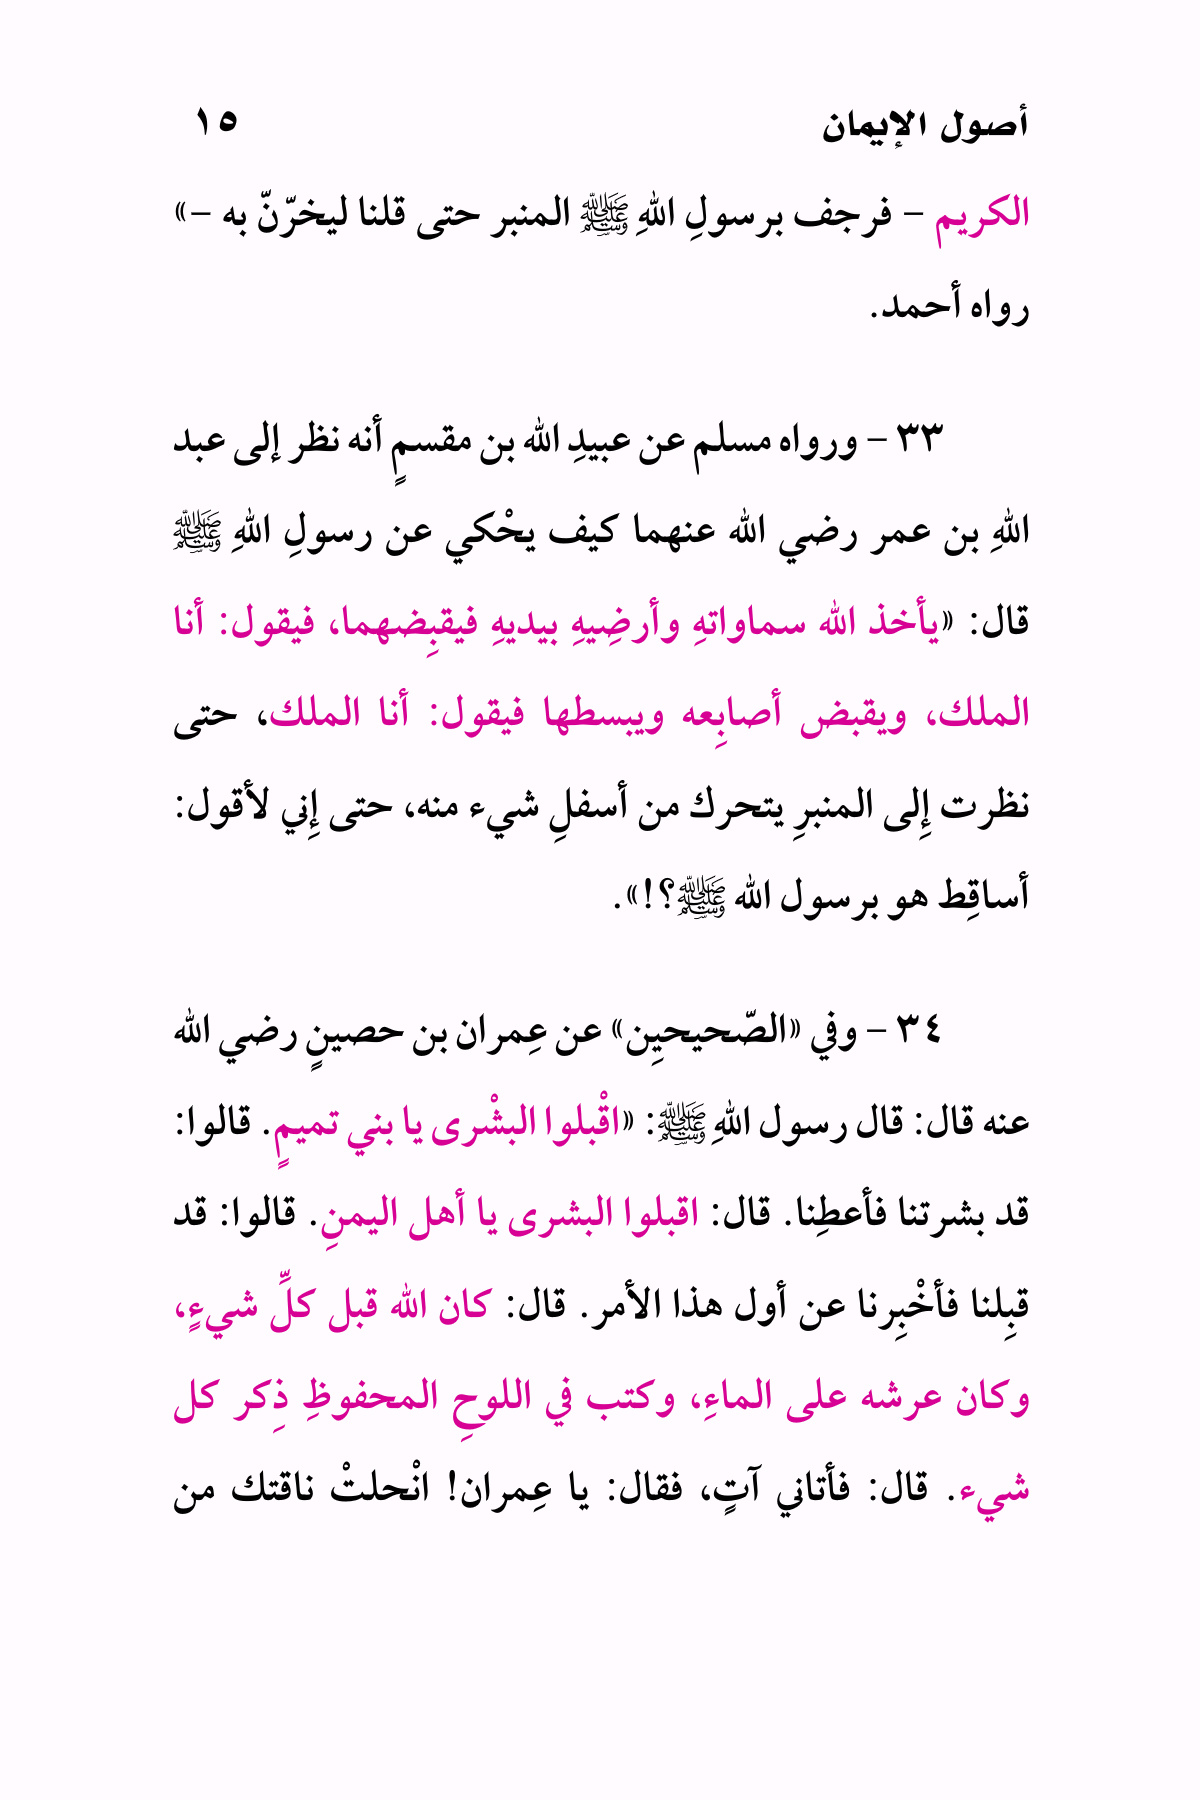 أصول الإيمان ١٥
الكريم – فرجف برسولِ اللهِ ﷺ المنبر حتى قلنا ليخرّنّ به –»
رواه أحمد.
٣٣ – ورواه مسلم عن عبيدِ الله بن مقسمٍ أنه نظر إلى عبد
اللهِ بن عمر رضي الله عنهما كيف يحْكي عن رسولِ اللهِ ﷺ
قال: «يأخذ الله سماواتهِ وأرضِيهِ بيديهِ فيقبِضهما، فيقول: أنا
الملك، ويقبض أصابِعه ويبسطها فيقول: أنا الملك، حتى
نظرت إِلى المنبرِ يتحرك من أسفلِ شيء منه، حتى إِني لأقول:
أساقِط هو برسول الله ﷺ؟!».
٣٤ – وفي «الصّحيحيِن» عن عِمران بن حصينٍ رضي الله
عنه قال: قال رسول اللهِ ﷺ: «اقْبلوا البشْرى يا بني تميمٍ. قالوا:
قد بشرتنا فأعطِنا. قال: اقبلوا البشرى يا أهل اليمنِ. قالوا: قد
قبِلنا فأخْبِرنا عن أول هذا الأمر. قال: كان الله قبل كلِّ شيءٍ،
وكان عرشه على الماءِ، وكتب في اللوحِ المحفوظِ ذِكر كل
شيء. قال: فأتاني آتٍ، فقال: يا عِمران! انْحلتْ ناقتك من